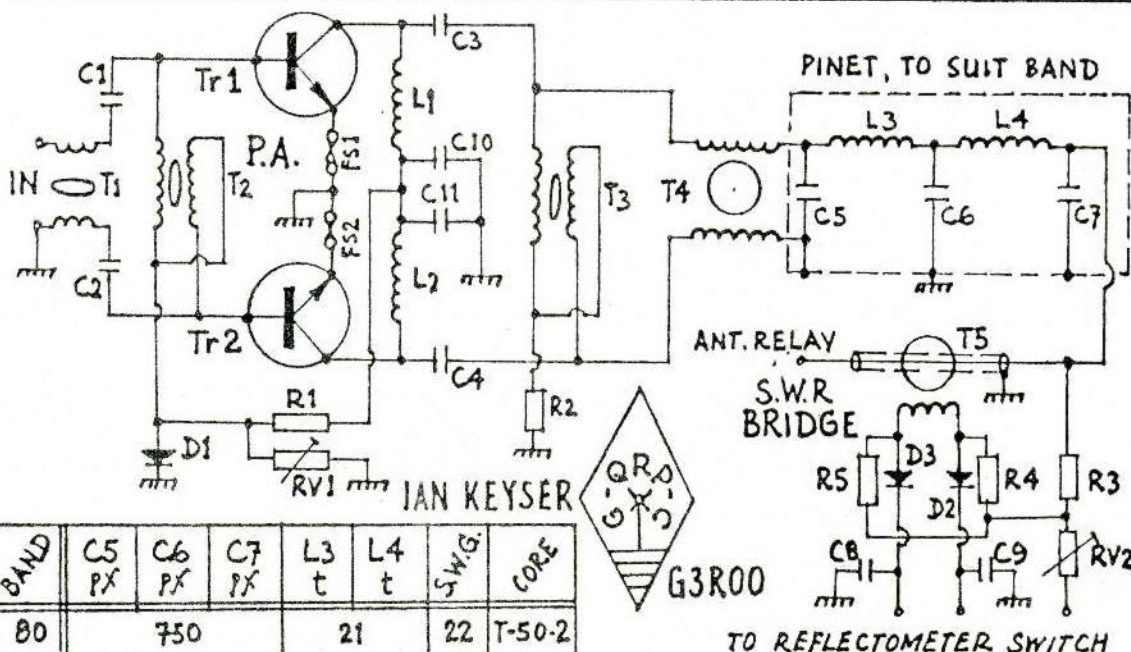 C1
Tr1
C3
PINET, TO SUIT BAND
L1
L3
L4
P.A.
FS1
C10
IN
T1
T2
C11
T3
T4
C5
C6
C7
FS2
C2
L2
Tr2
C4
ANT. RELAY
T5
R1
R2
S.W.R
BRIDGE
D1
RV1
D3
R5
R4
R3
D2
IAN KEYSER
G-QRP-C
C8
C9
RV2
G3ROO
TO REFLECTOMETER SWITCH
BAND C5 PF C6 PF C7 PF L3 t L4 t S.W.G. CORE
80 750 21 22 T-50-2